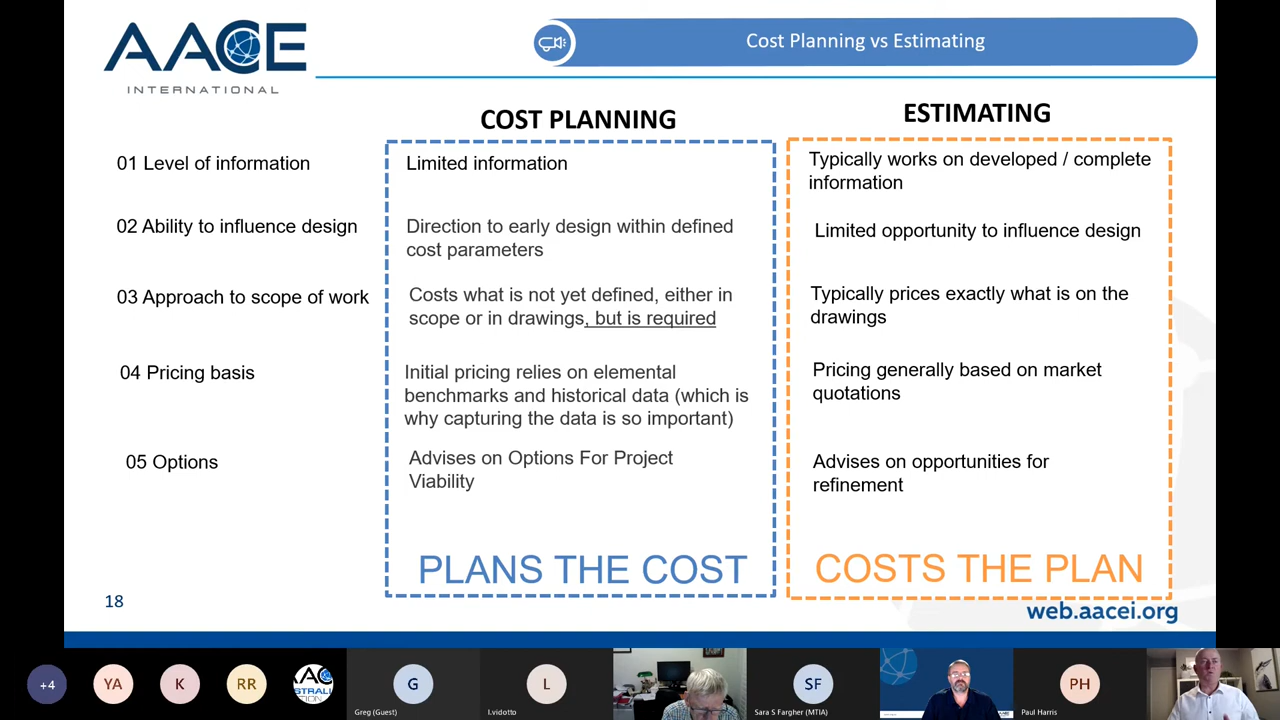 AACE
INTERNATIONAL
Cost Planning vs Estimating
COST PLANNING
ESTIMATING
01 Level of information
Limited information
Typically works on developed / complete
information
02 Ability to influence design
Direction to early design within defined
cost parameters
Limited opportunity to influence design
03 Approach to scope of work
Costs what is not yet defined, either in
scope or in drawings, but is required
Typically prices exactly what is on the
drawings
04 Pricing basis
Initial pricing relies on elemental
benchmarks and historical data (which is
why capturing the data is so important)
Pricing generally based on market
quotations
05 Options
Advises on Options For Project
Viability
Advises on opportunities for
refinement
PLANS THE COST
COSTS THE PLAN
18
web.aacei.org
+4
YA
K
RR
G
Greg (Guest)
L
l.vidotto
SF
Sara S Fargher (MTIA)
PH
Paul Harris